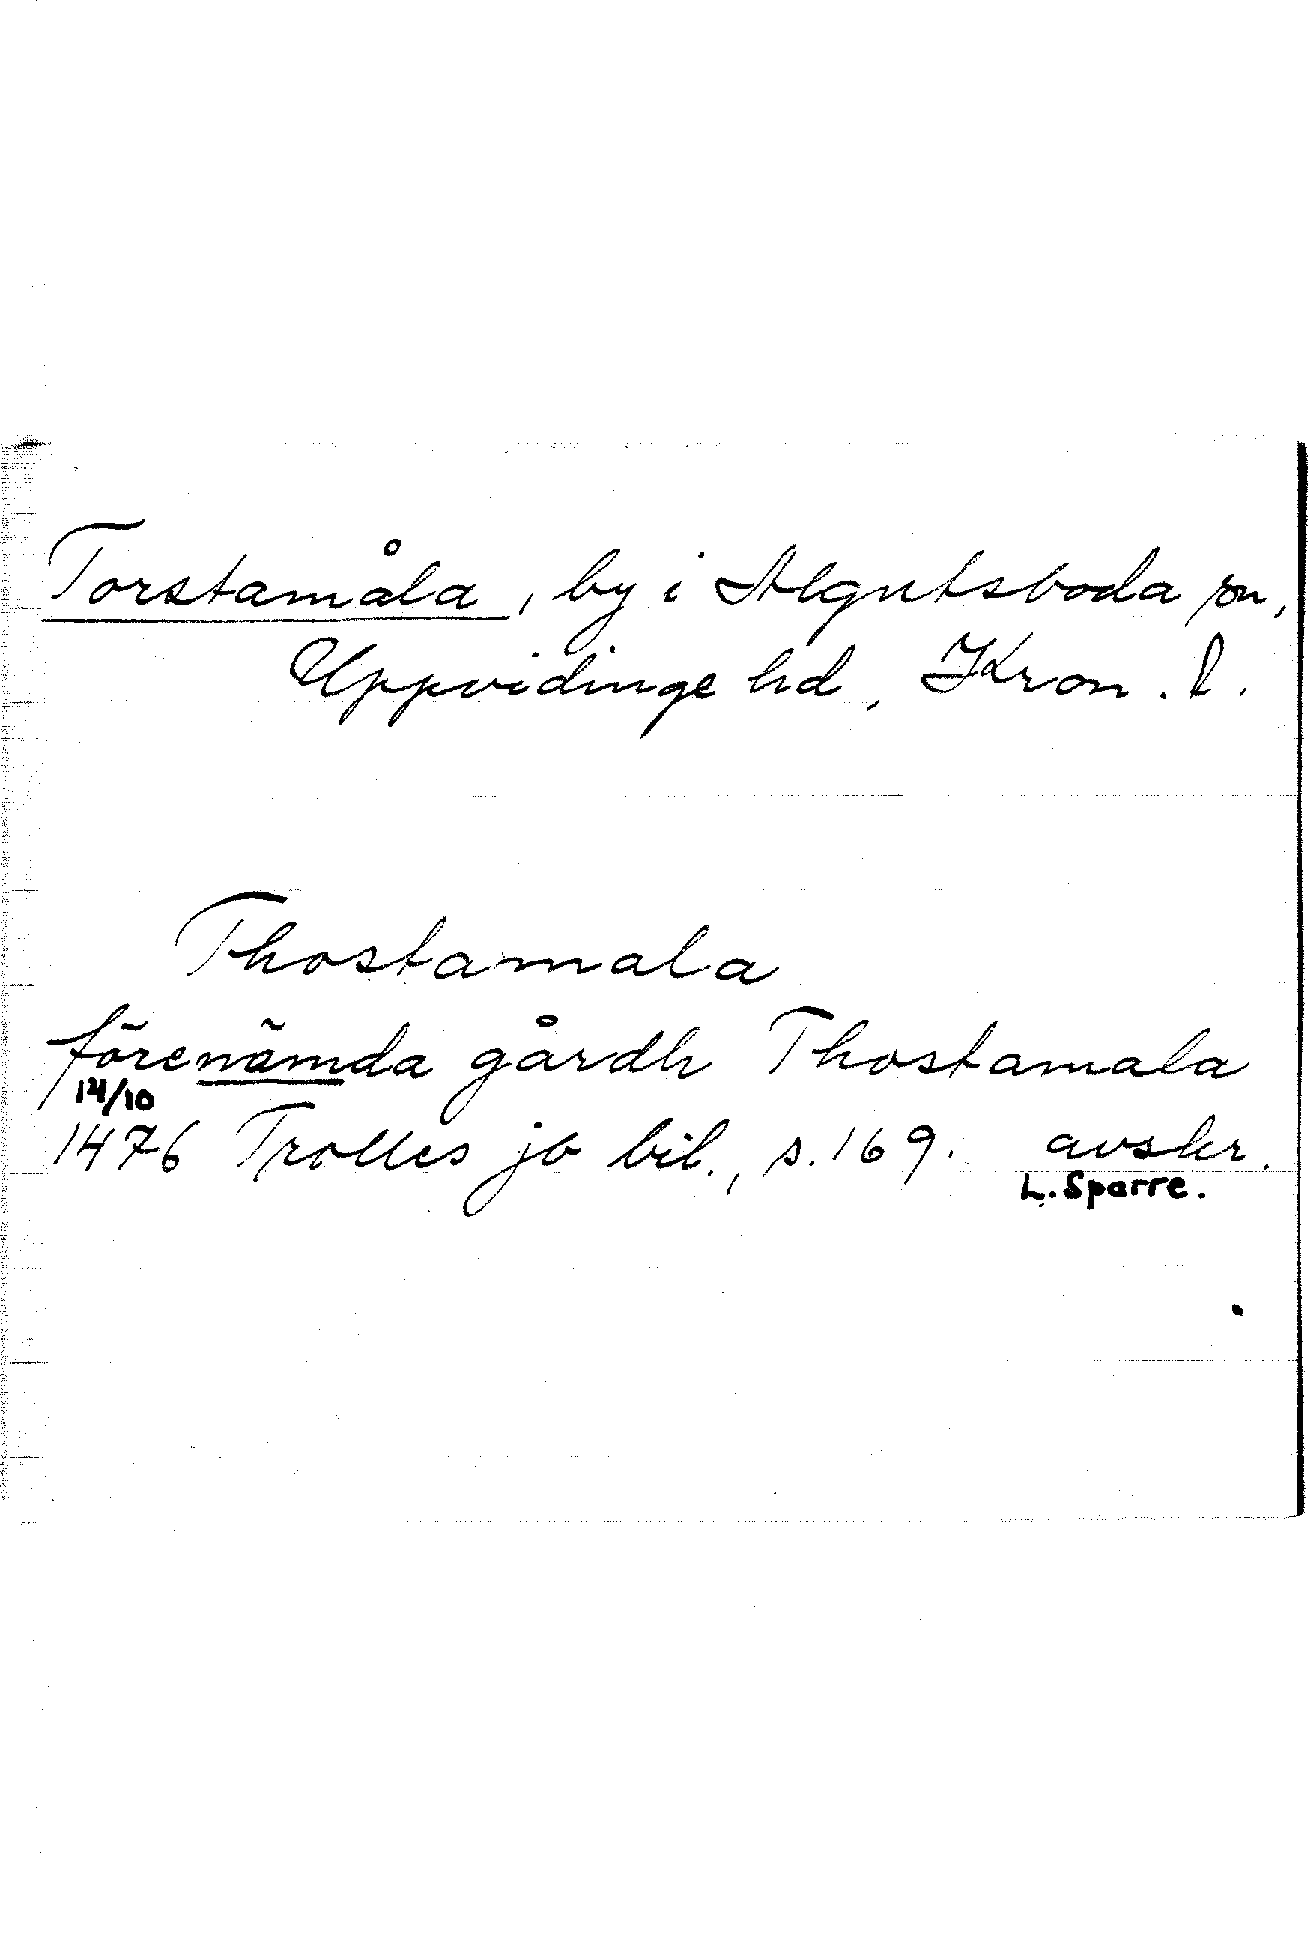 Torstamåla, by i Algutsboda sn,
Uppvidinge hd, Kron. l.
Thostamala
förenämda gårdh Thostamala
14/10
1476 Trolles jb bil., s. 169. avskr.
L. Sparre.